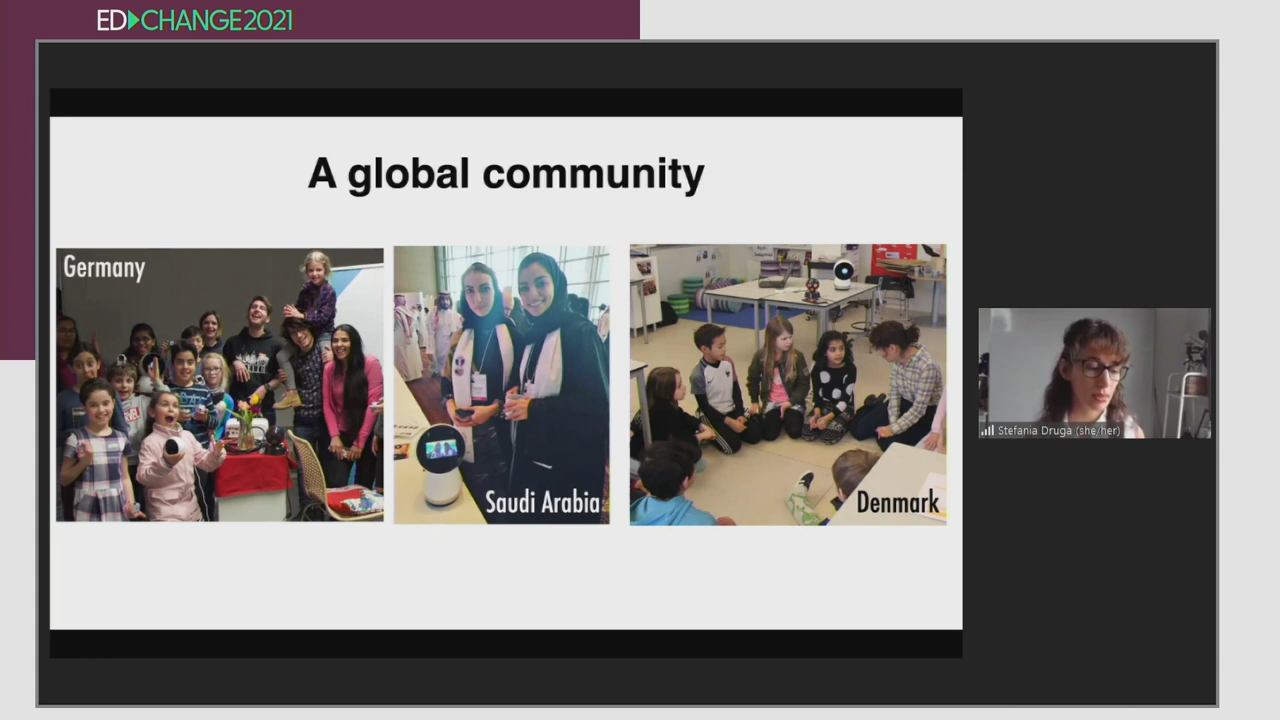 ED▶CHANGE2021
A global community
Germany
Saudi Arabia
Denmark
Stefania Druga (she/her)